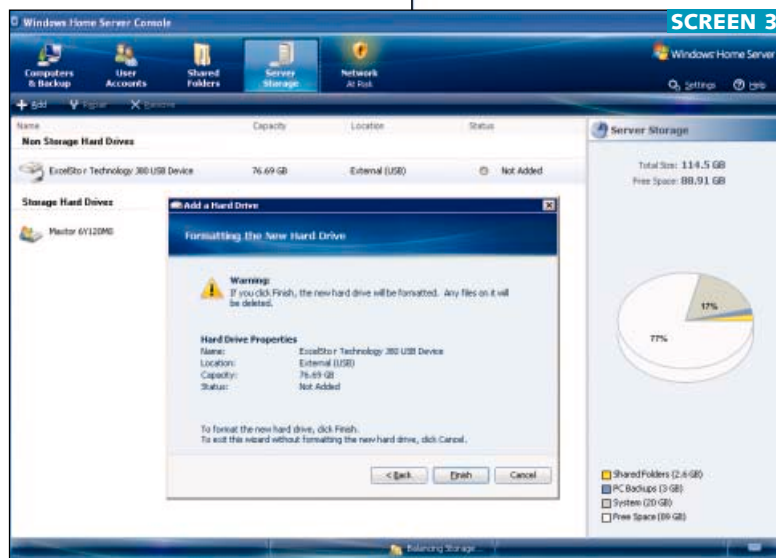 Windows Home Server Console
SCREEN 3
Computers & Backup
User Accounts
Shared Folders
Server Storage
Network At Risk
Windows Home Server
Settings Help
Add Repair Remove
Name Capacity Location Status
Non Storage Hard Drives
ExcelStor Technology J80 USB Device 76.69 GB External (USB) Not Added
Storage Hard Drives
Maxtor 6Y120M0
Add a Hard Drive
Formatting the New Hard Drive
Warning:
If you click Finish, the new hard drive will be formatted. Any files on it will
be deleted.
Hard Drive Properties
Name: ExcelStor Technology J80 USB Device
Location: External (USB)
Capacity: 76.69 GB
Status: Not Added
To format the new hard drive, click Finish.
To exit this wizard without formatting the new hard drive, click Cancel.
< Back Finish Cancel
Server Storage
Total Size: 114.5 GB
Free Space: 88.91 GB
17%
77%
Shared Folders (2.6 GB)
PC Backups (3 GB)
System (20 GB)
Free Space (89 GB)
Balancing Storage...